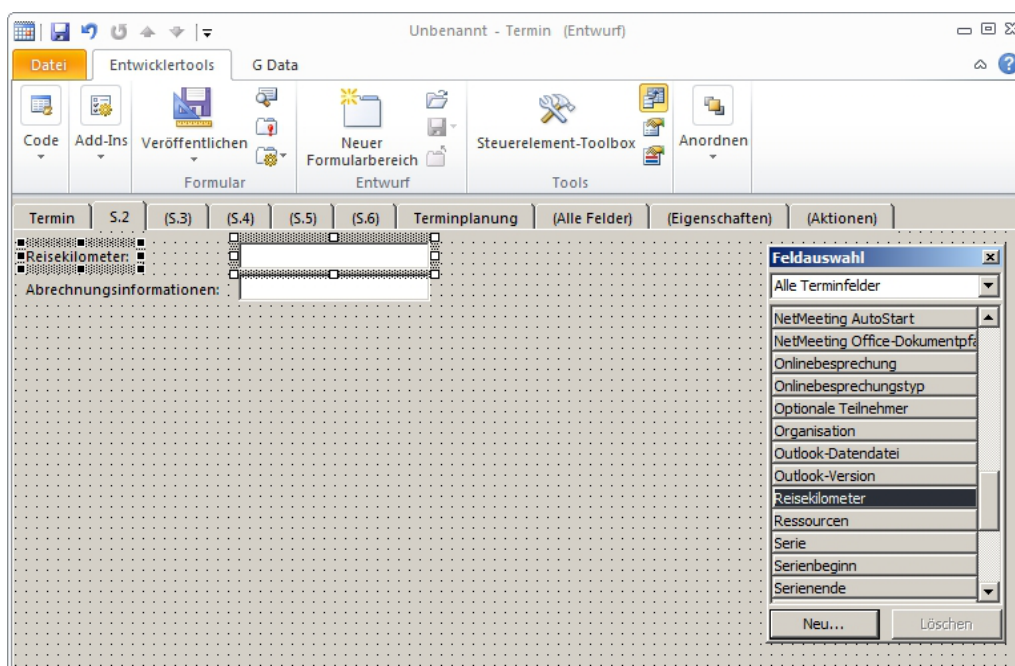 Unbenannt - Termin (Entwurf)
Datei Entwicklertools G Data
Code Add-Ins Veröffentlichen Neuer Formularbereich Steuerelement-Toolbox Anordnen
Formular Entwurf Tools
Termin S.2 (S.3) (S.4) (S.5) (S.6) Terminplanung (Alle Felder) (Eigenschaften) (Aktionen)
Reisekilometer:
Abrechnungsinformationen:
Feldauswahl
Alle Terminfelder
NetMeeting AutoStart
NetMeeting Office-Dokumentpfa
Onlinebesprechung
Onlinebesprechungstyp
Optionale Teilnehmer
Organisation
Outlook-Datendatei
Outlook-Version
Reisekilometer
Ressourcen
Serie
Serienbeginn
Serienende
Neu... Löschen